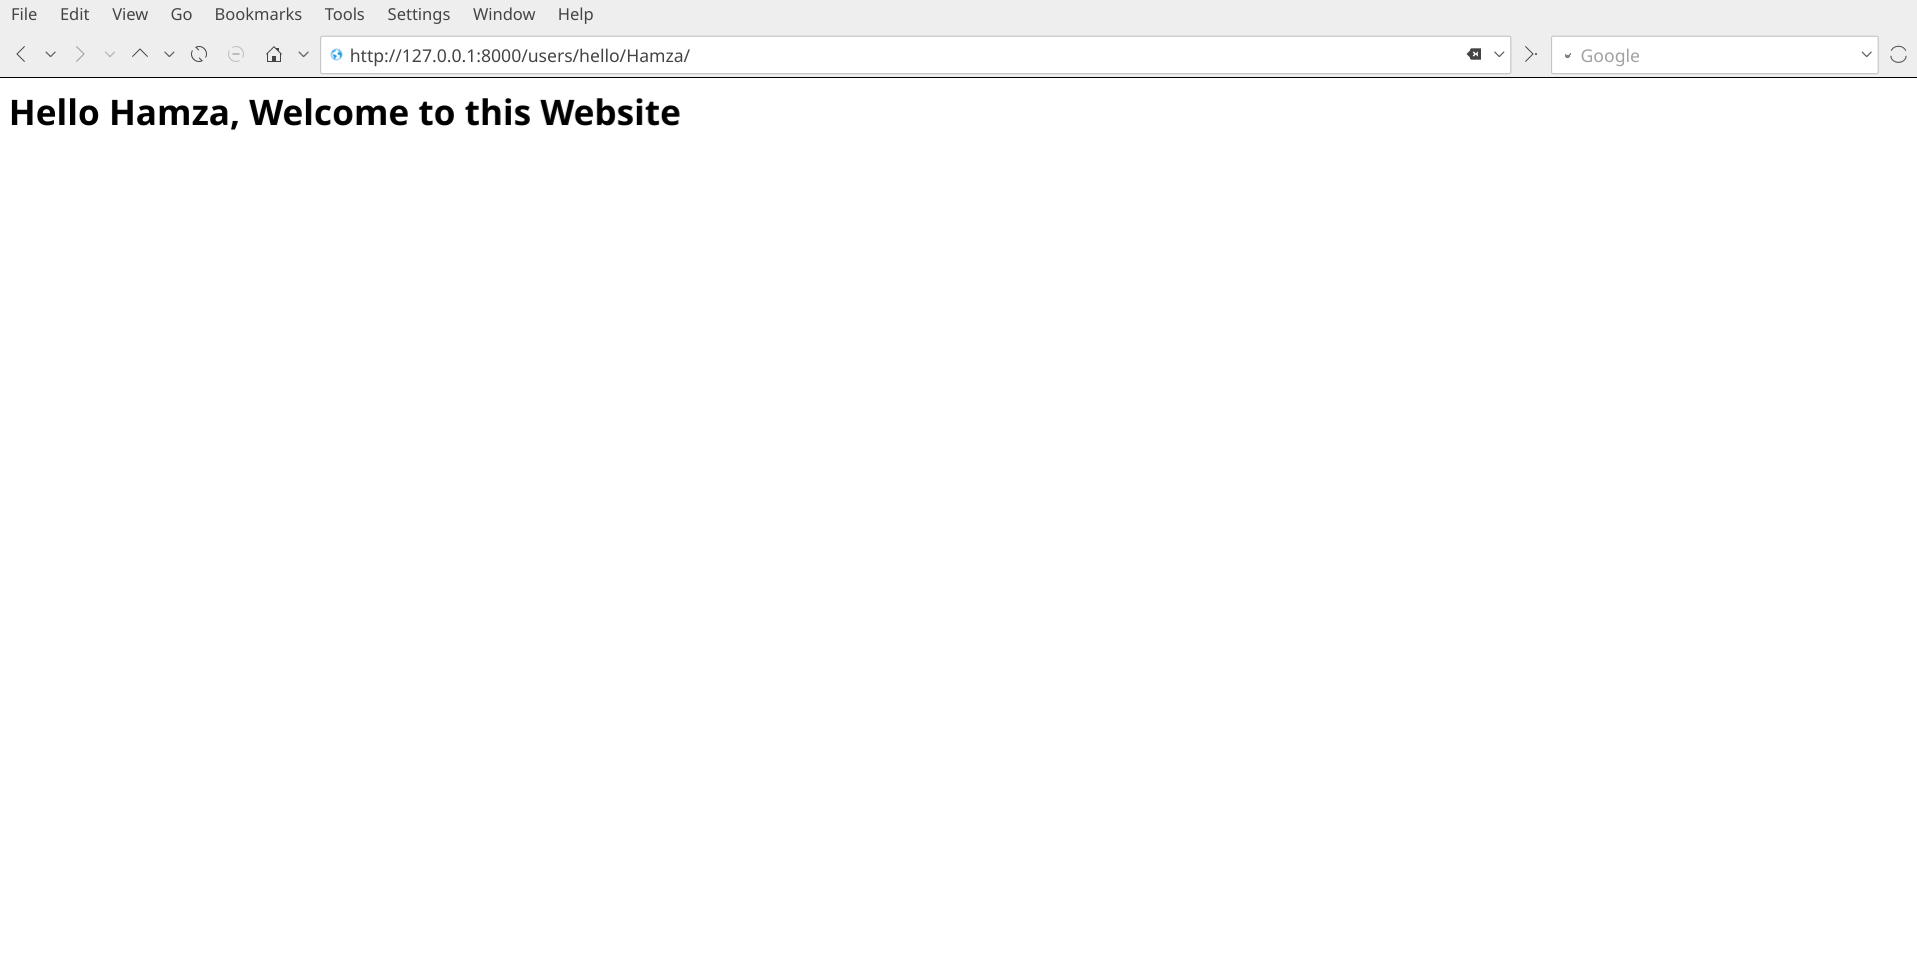 File Edit View Go Bookmarks Tools Settings Window Help
http://127.0.0.1:8000/users/hello/Hamza/ Google
Hello Hamza, Welcome to this Website